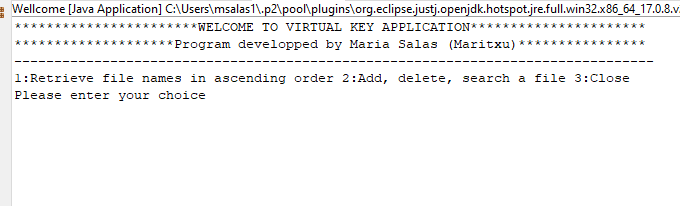 Wellcome [Java Application] C:\Users\msalas1\.p2\pool\plugins\org.eclipse.justj.openjdk.hotspot.jre.full.win32.x86_64_17.0.8.v
***********************WELCOME TO VIRTUAL KEY APPLICATION**********************
********************Program developped by Maria Salas (Maritxu)****************
--------------------------------------------------------------------------------
1:Retrieve file names in ascending order 2:Add, delete, search a file 3:Close
Please enter your choice